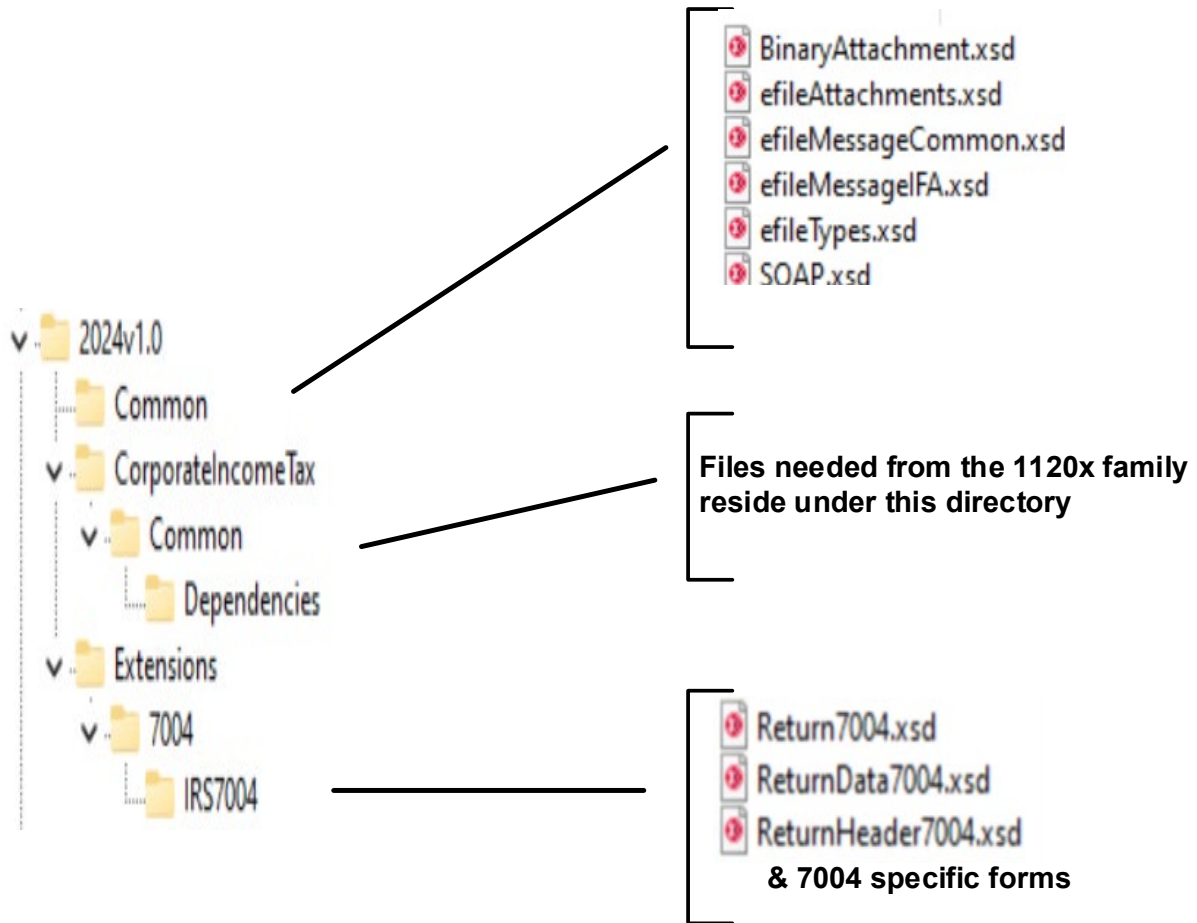 BinaryAttachment.xsd
efileAttachments.xsd
efileMessageCommon.xsd
efileMessageIFA.xsd
efileTypes.xsd
SOAP.xsd
2024v1.0
Common
CorporateIncomeTax
Common
Dependencies
Extensions
7004
IRS7004
Files needed from the 1120x family
reside under this directory
Return7004.xsd
ReturnData7004.xsd
ReturnHeader7004.xsd
& 7004 specific forms